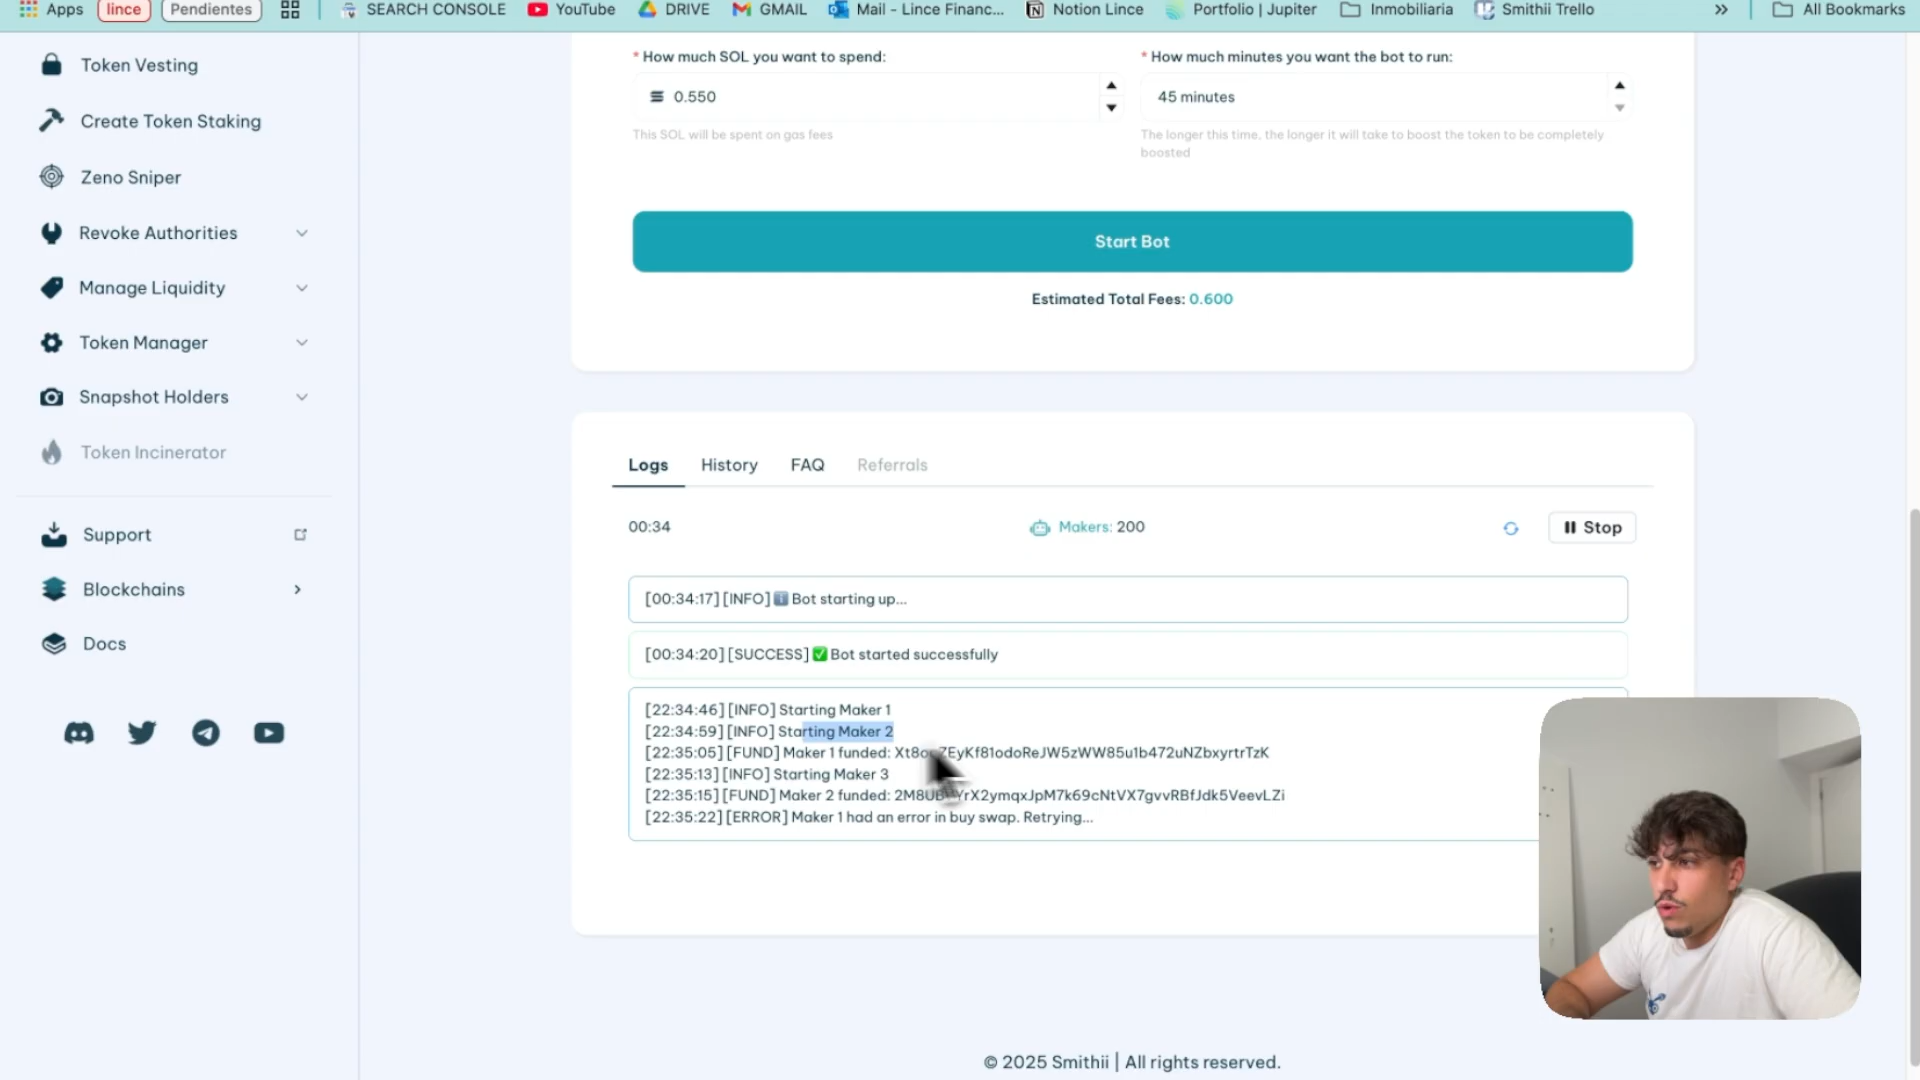 Apps
lince
Pendientes
SEARCH CONSOLE
YouTube
DRIVE
GMAIL
Mail - Lince Financ...
Notion Lince
Portfolio | Jupiter
Inmobiliaria
Smithii Trello
»
All Bookmarks
Token Vesting
Create Token Staking
Zeno Sniper
Revoke Authorities
Manage Liquidity
Token Manager
Snapshot Holders
Token Incinerator
Support
Blockchains
Docs
* How much SOL you want to spend:
0.550
This SOL will be spent on gas fees
* How much minutes you want the bot to run:
45 minutes
The longer this time, the longer it will take to boost the token to be completely
boosted
Start Bot
Estimated Total Fees: 0.600
Logs
History
FAQ
Referrals
00:34
Makers: 200
Stop
[00:34:17] [INFO] ℹ️ Bot starting up...
[00:34:20] [SUCCESS] ✅ Bot started successfully
[22:34:46] [INFO] Starting Maker 1
[22:34:59] [INFO] Starting Maker 2
[22:35:05] [FUND] Maker 1 funded:
[22:35:13] [INFO] Starting Maker 3
[22:35:15] [FUND] Maker 2 funded:
[22:35:22] [ERROR] Maker 1 had an error in buy swap. Retrying...
© 2025 Smithii | All rights reserved.